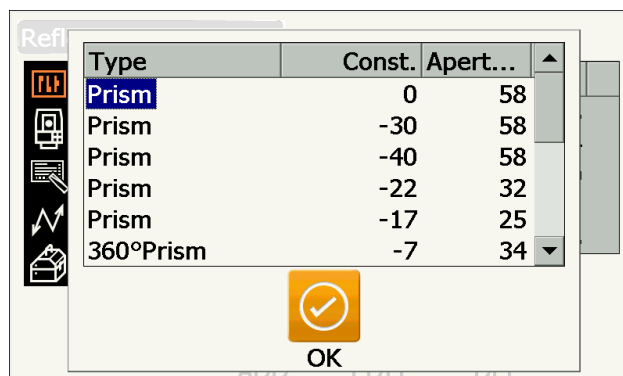 Refl
Type Const. Apert...
Prism 0 58
Prism -30 58
Prism -40 58
Prism -22 32
Prism -17 25
360°Prism -7 34
OK